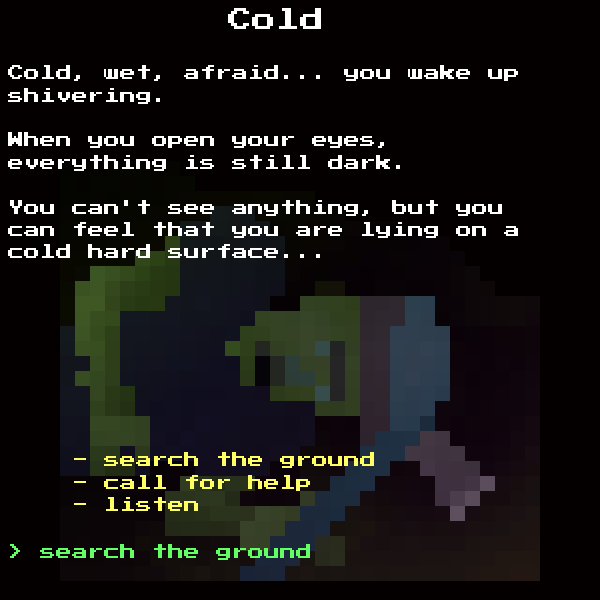 Cold
Cold, wet, afraid... you wake up
shivering.
When you open your eyes,
everything is still dark.
You can't see anything, but you
can feel that you are lying on a
cold hard surface...
- search the ground
- call for help
- listen
> search the ground